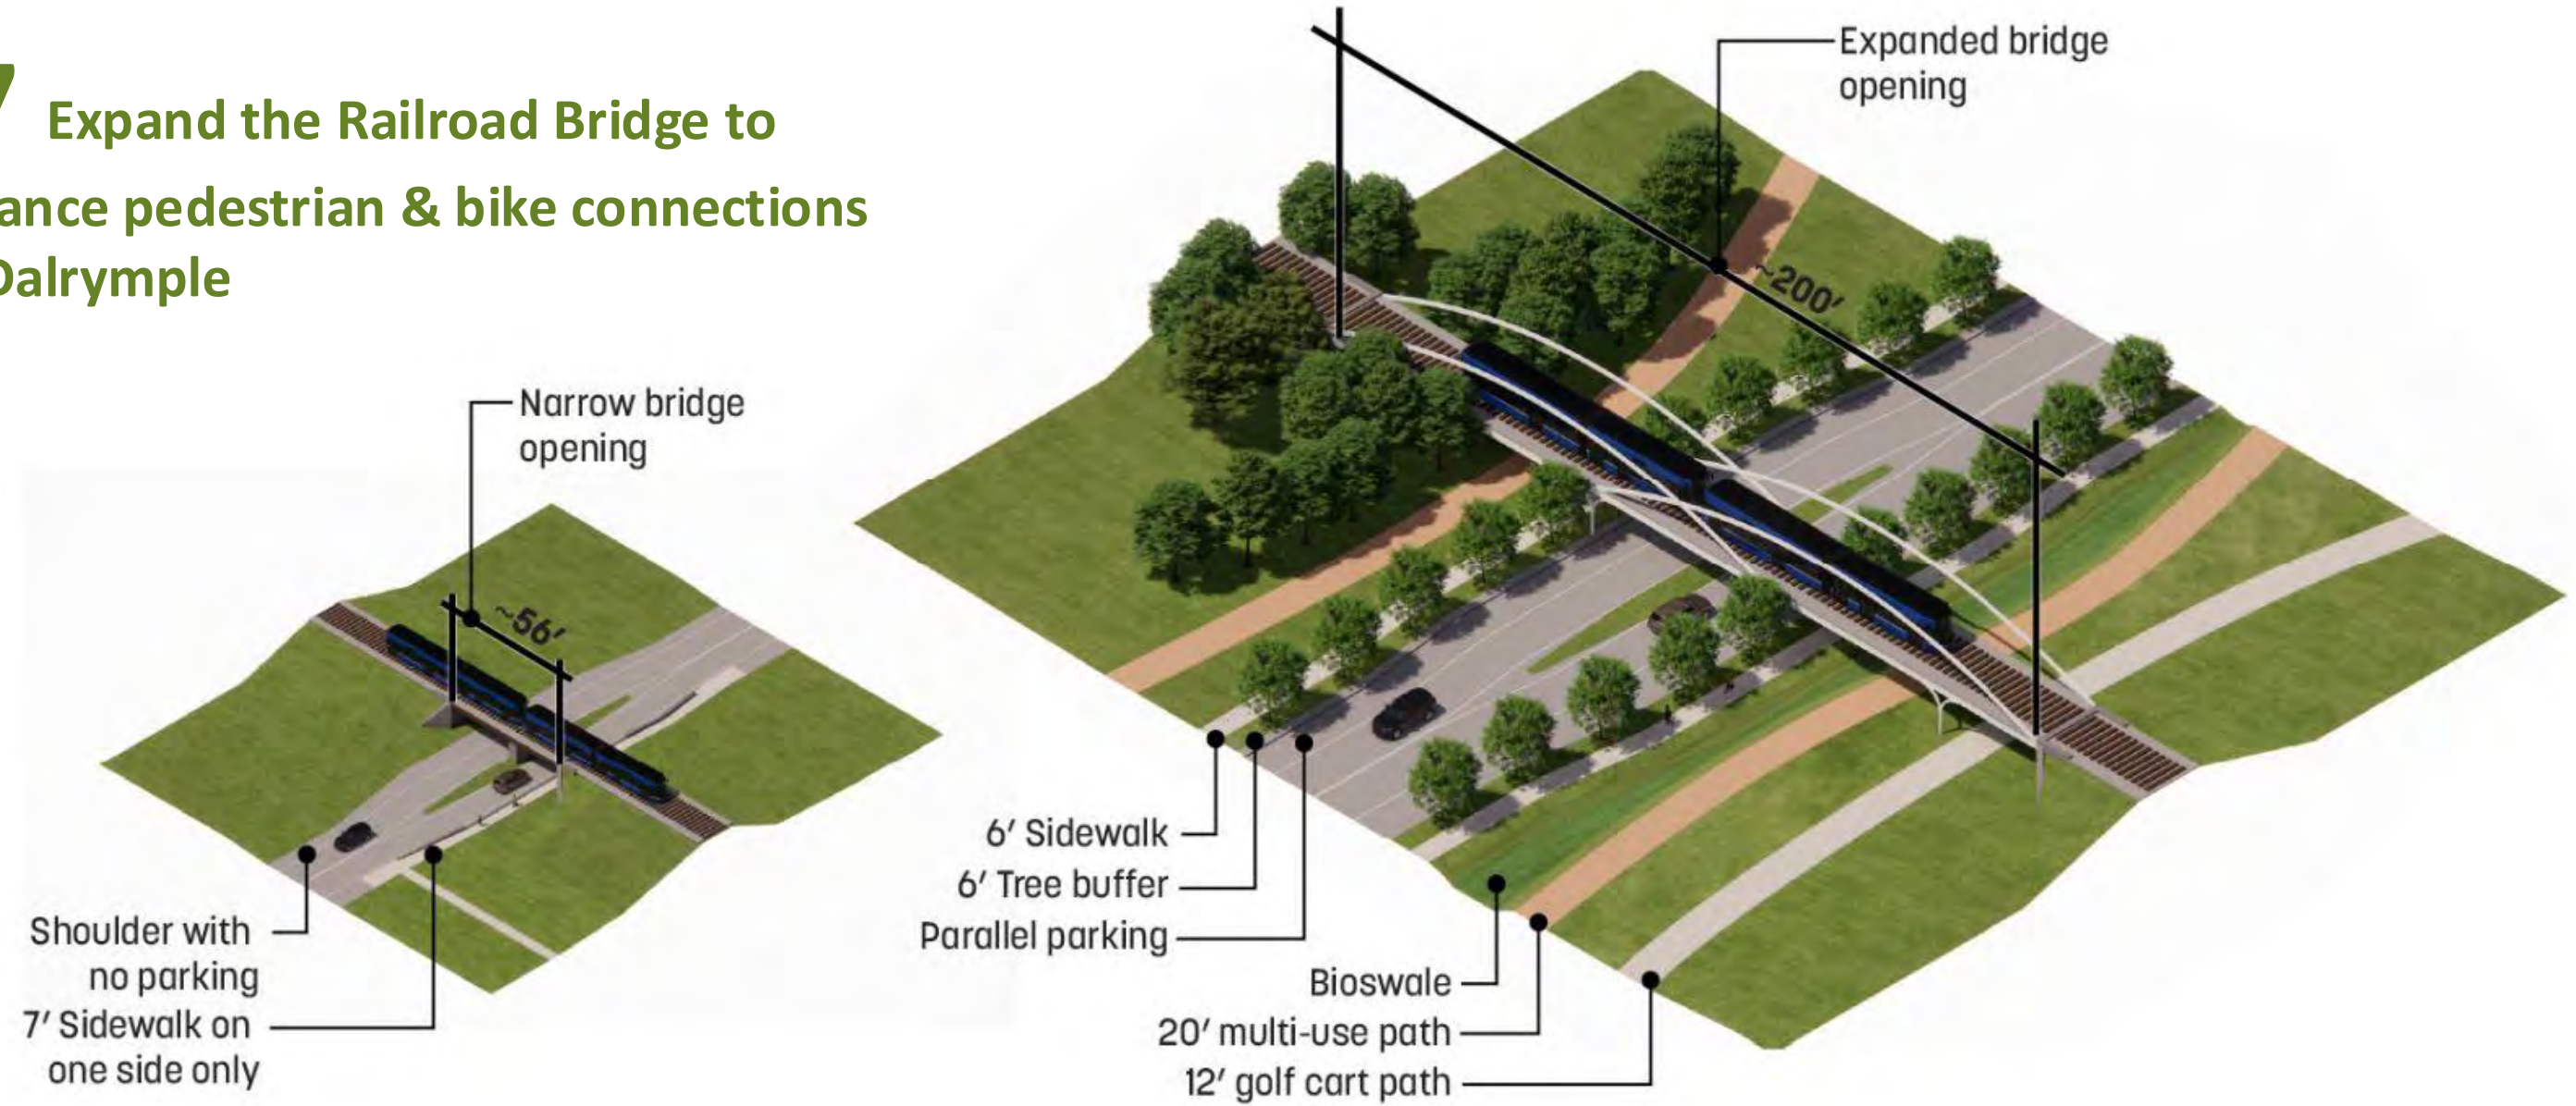 7 Expand the Railroad Bridge to
ance pedestrian & bike connections
Dalrymple
Narrow bridge
opening
~56'
Shoulder with
no parking
7' Sidewalk on
one side only
Expanded bridge
opening
~200'
6' Sidewalk
6' Tree buffer
Parallel parking
Bioswale
20' multi-use path
12' golf cart path